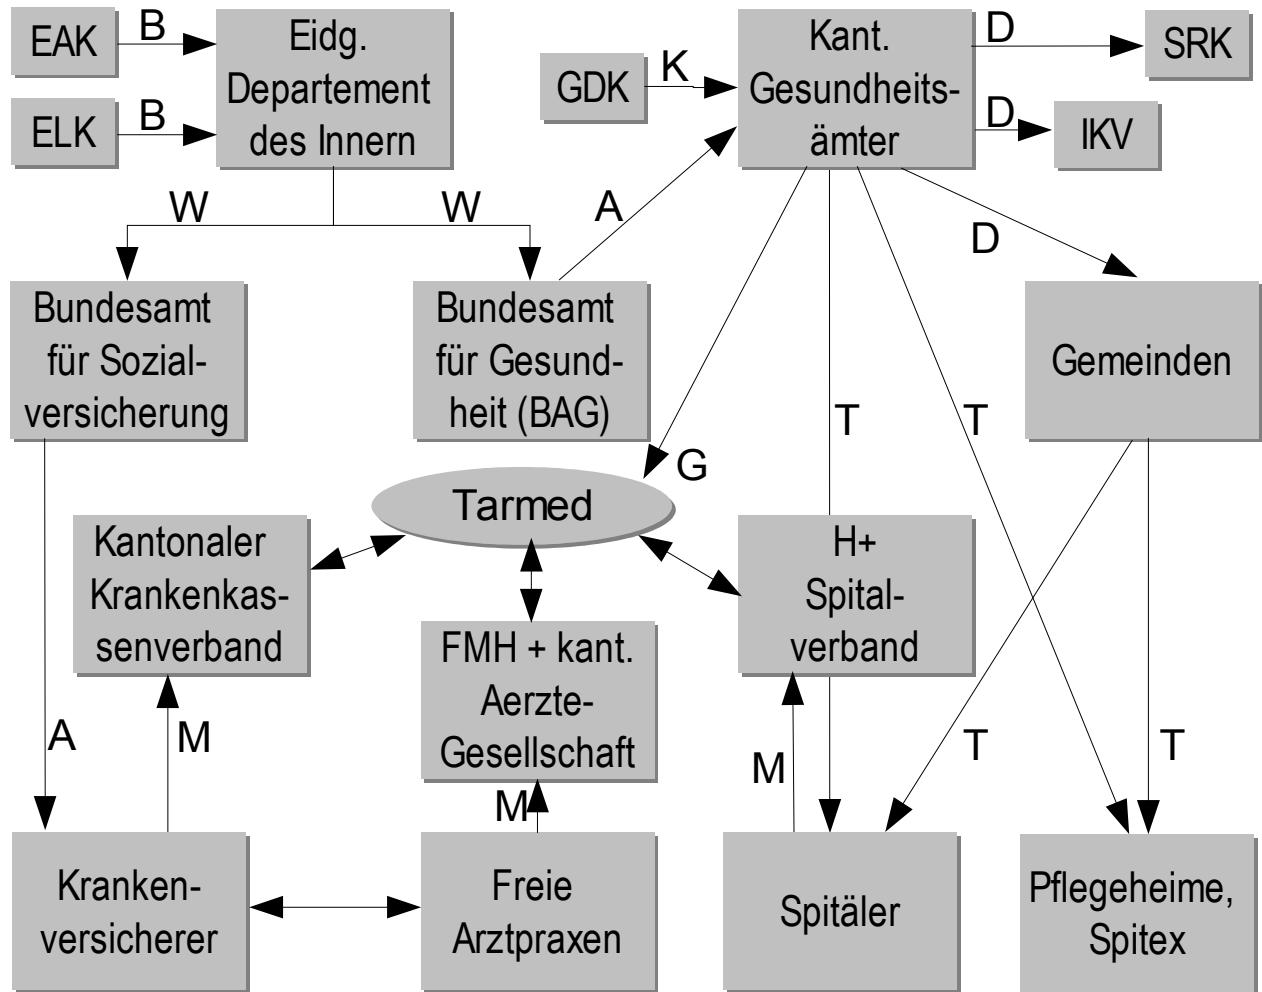 EAK
B
Eidg.
Departement
des Innern
ELK
B
GDK
K
Kant.
Gesundheits-
ämter
D
SRK
D
IKV
W
W
A
D
Bundesamt
für Sozial-
versicherung
Bundesamt
für Gesund-
heit (BAG)
Gemeinden
T
T
G
Tarmed
Kantonaler
Krankenkas-
senverband
FMH + kant.
Aerzte-
Gesellschaft
H+
Spital-
verband
A
M
M
M
T
T
Kranken-
versicherer
Freie
Arztpraxen
Spitäler
Pflegeheime,
Spitex